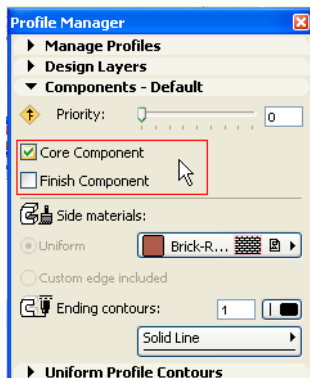 Profile Manager
Manage Profiles
Design Layers
Components - Default
Priority: 0
Core Component
Finish Component
Side materials:
Uniform Brick-R...
Custom edge included
Ending contours: 1
Solid Line
Uniform Profile Contours